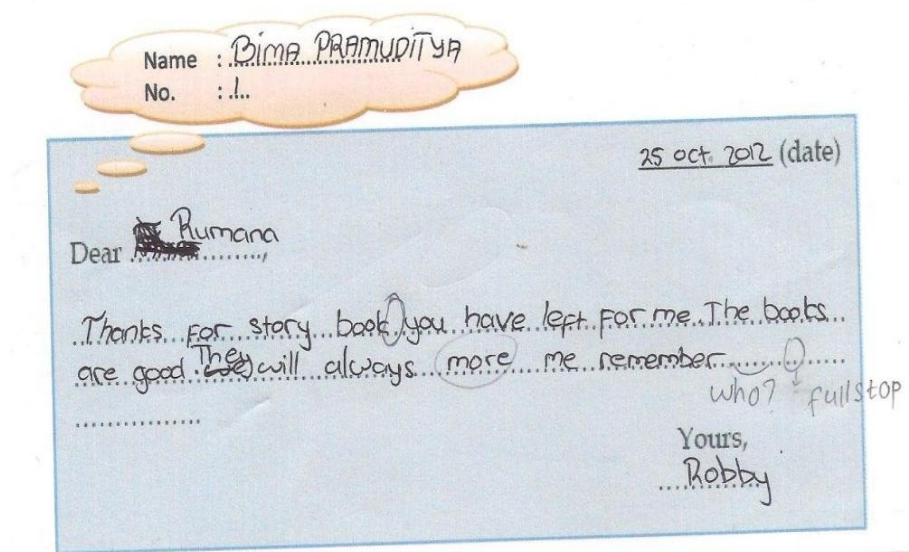 Name : Bima PRAMUDITYA
No. : 1
25 oct. 2012 (date)
Dear Rumana,
Thanks for story book you have left for me. The books
are good They will always more me remember
who? fullstop
Yours,
Robby